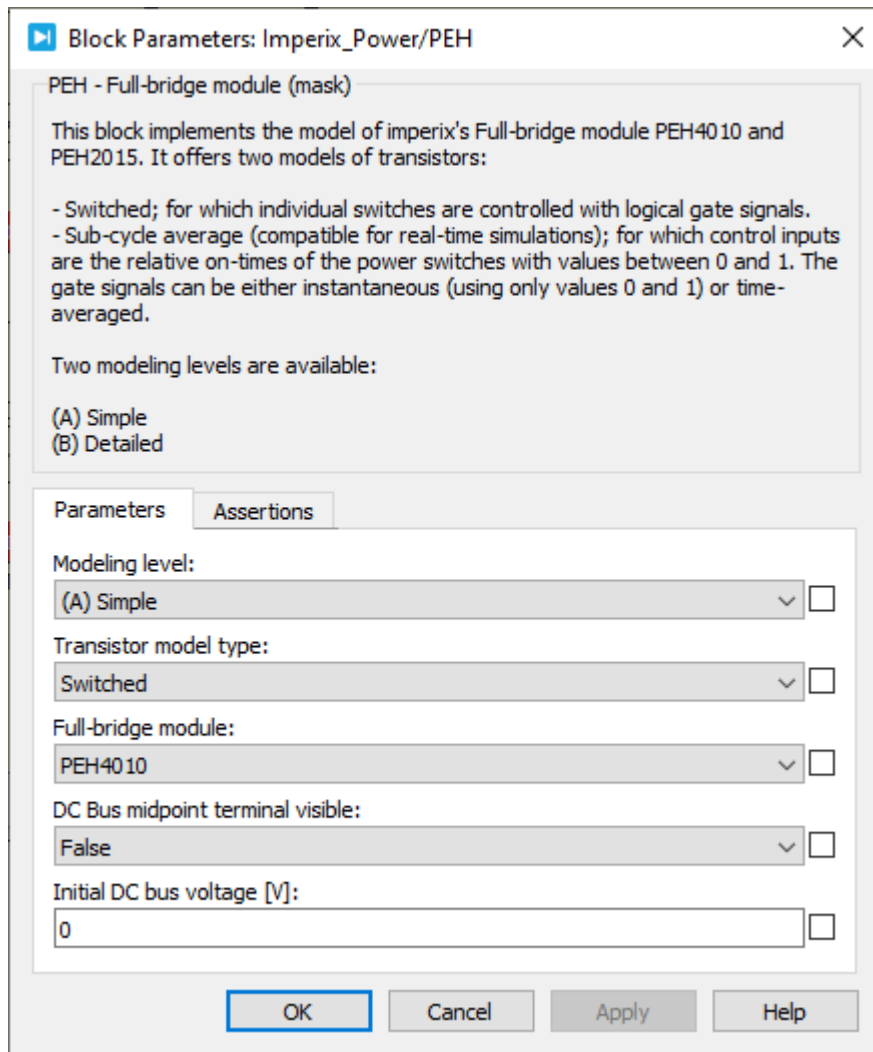 Block Parameters: Imperix_Power/PEH
PEH - Full-bridge module (mask)
This block implements the model of imperix's Full-bridge module PEH4010 and
PEH2015. It offers two models of transistors:
- Switched; for which individual switches are controlled with logical gate signals.
- Sub-cycle average (compatible for real-time simulations); for which control inputs
are the relative on-times of the power switches with values between 0 and 1. The
gate signals can be either instantaneous (using only values 0 and 1) or time-
averaged.
Two modeling levels are available:
(A) Simple
(B) Detailed
Parameters
Assertions
Modeling level:
(A) Simple
Transistor model type:
Switched
Full-bridge module:
PEH4010
DC Bus midpoint terminal visible:
False
Initial DC bus voltage [V]:
0
OK
Cancel
Apply
Help